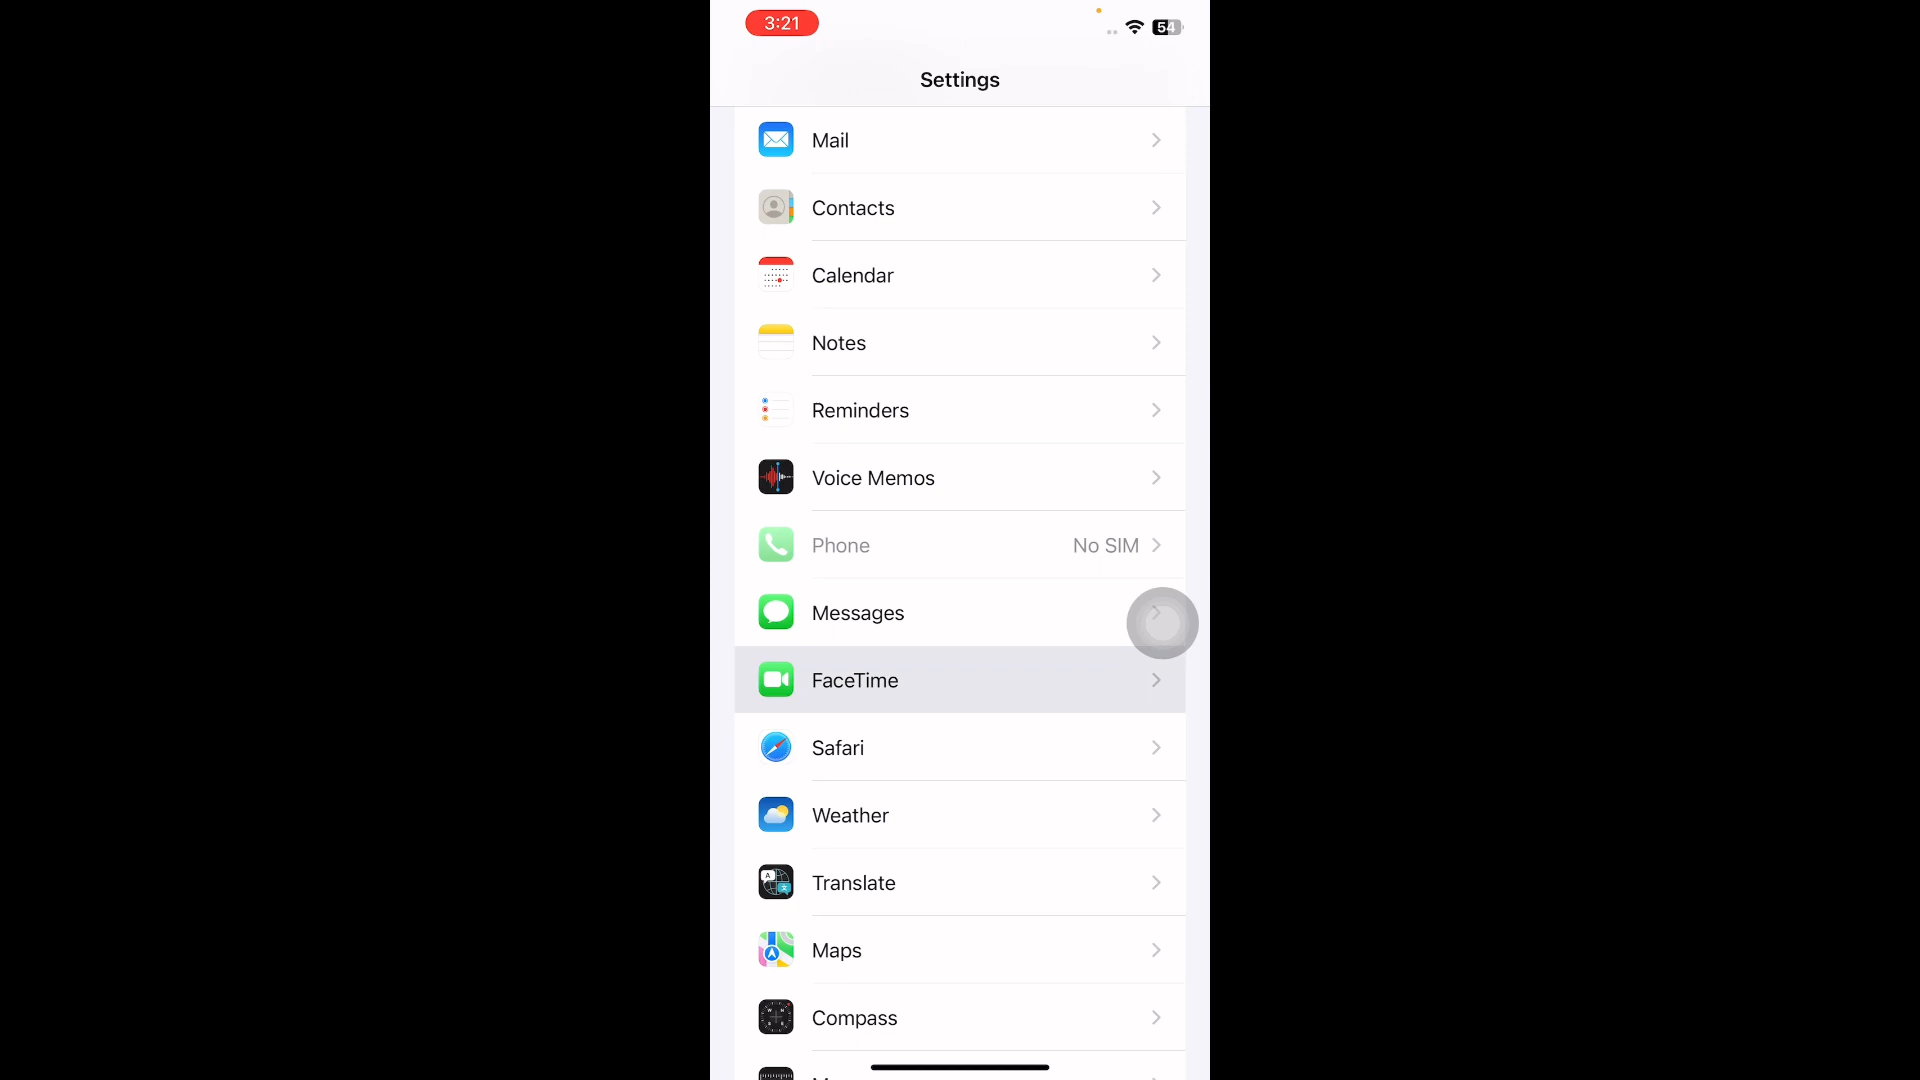 3:21
54
Settings
Mail
Contacts
Calendar
Notes
Reminders
Voice Memos
Phone No SIM
Messages
FaceTime
Safari
Weather
Translate
Maps
Compass